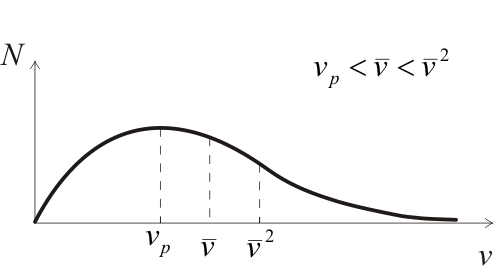 N
v_p < v̄ < v̄²
v_p v̄ v̄²
v